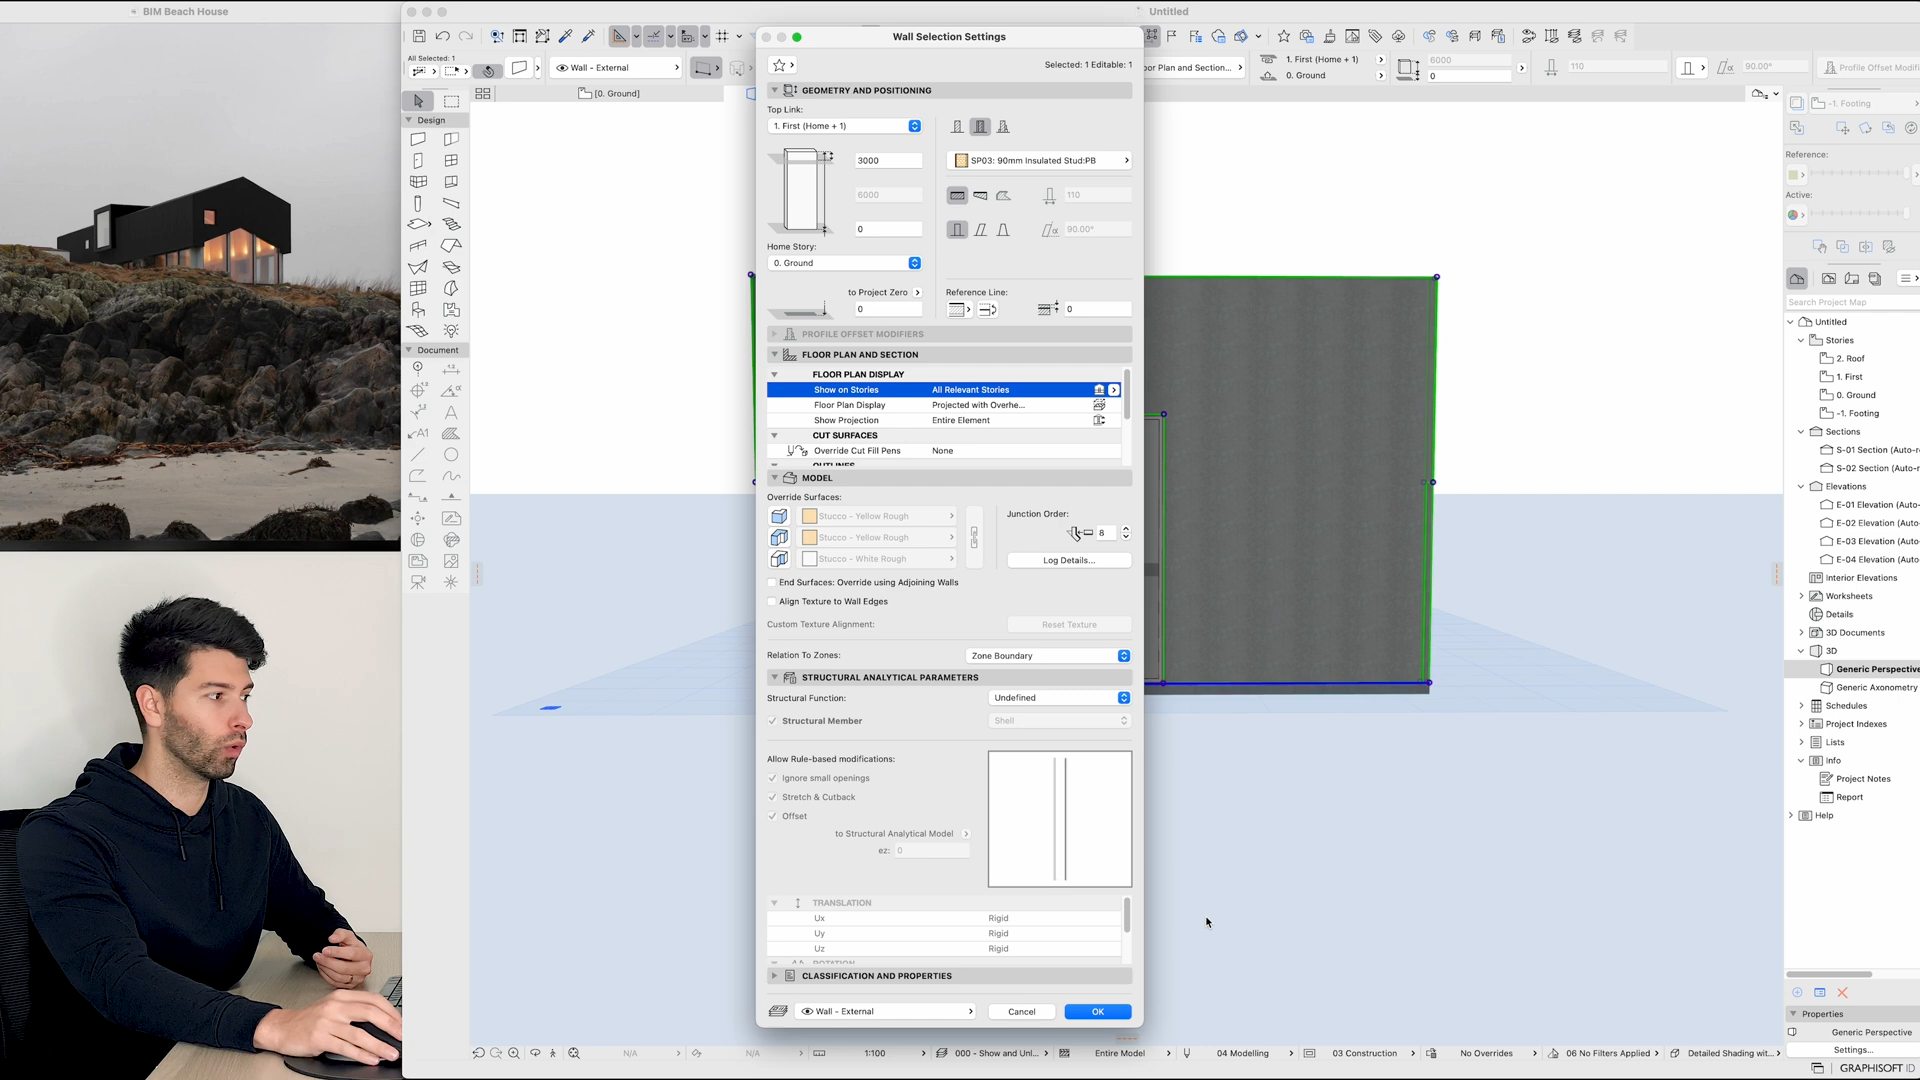 BIM Beach House
Untitled
All Selected: 1
Wall - External
[0. Ground]
Design
Document
Wall Selection Settings
Selected: 1 Editable: 1
GEOMETRY AND POSITIONING
Top Link:
1. First (Home + 1)
3000
SP03: 90mm Insulated Stud:PB
6000
110
0
90.00°
Home Story:
0. Ground
to Project Zero
Reference Line:
0
0
PROFILE OFFSET MODIFIERS
FLOOR PLAN AND SECTION
FLOOR PLAN DISPLAY
Show on Stories All Relevant Stories
Floor Plan Display Projected with Overhe...
Show Projection Entire Element
CUT SURFACES
Override Cut Fill Pens None
OUTLINES
MODEL
Override Surfaces:
Junction Order:
Stucco - Yellow Rough
8
Stucco - Yellow Rough
Stucco - White Rough
Log Details...
End Surfaces: Override using Adjoining Walls
Align Texture to Wall Edges
Custom Texture Alignment:
Reset Texture
Relation To Zones:
Zone Boundary
STRUCTURAL ANALYTICAL PARAMETERS
Structural Function:
Undefined
Structural Member
Shell
Allow Rule-based modifications:
Ignore small openings
Stretch & Cutback
Offset
to Structural Analytical Model
ez: 0
TRANSLATION
Ux Rigid
Uy Rigid
Uz Rigid
ROTATION
CLASSIFICATION AND PROPERTIES
Wall - External
Cancel
OK
or Plan and Section...
1. First (Home + 1)
0. Ground
6000
0
110
90.00°
Profile Offset Modifi
-1. Footing
Reference:
Active:
Search Project Map
Untitled
Stories
2. Roof
1. First
0. Ground
-1. Footing
Sections
S-01 Section (Auto-r
S-02 Section (Auto-r
Elevations
E-01 Elevation (Auto-
E-02 Elevation (Auto-
E-03 Elevation (Auto-
E-04 Elevation (Auto-
Interior Elevations
Worksheets
Details
3D Documents
3D
Generic Perspective
Generic Axonometry
Schedules
Project Indexes
Lists
Info
Project Notes
Report
Help
Properties
Generic Perspective
Settings...
GRAPHISOFT ID
N/A
N/A
1:100
000 - Show and Unl...
Entire Model
04 Modelling
03 Construction
No Overrides
06 No Filters Applied
Detailed Shading wit...